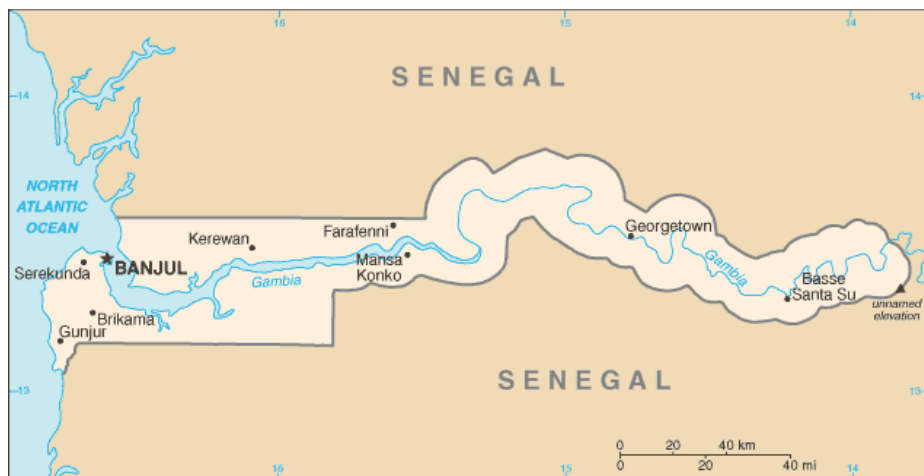 16
15
14
SENEGAL
14
14
NORTH
ATLANTIC
OCEAN
Kerewan
Farafenni
Georgetown
Serekunda
BANJUL
Gambia
Mansa
Konko
Gambia
Basse
Santa Su
unnamed
elevation
Brikama
Gunjur
SENEGAL
13
13
0 20 40 km
0 20 40 mi
16
15
14